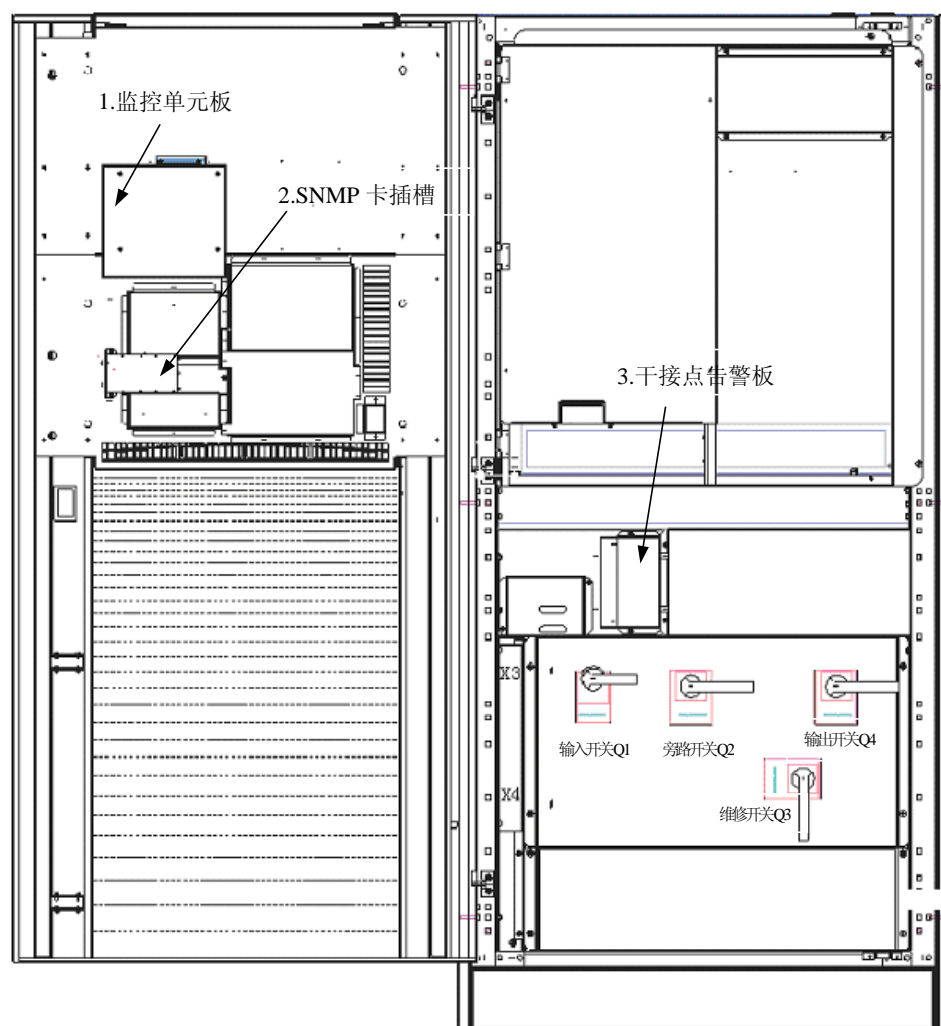 1.监控单元板
2.SNMP 卡插槽
3.干接点告警板
X3
输入开关Q1
旁路开关Q2
输出开关Q4
X4
维修开关Q3